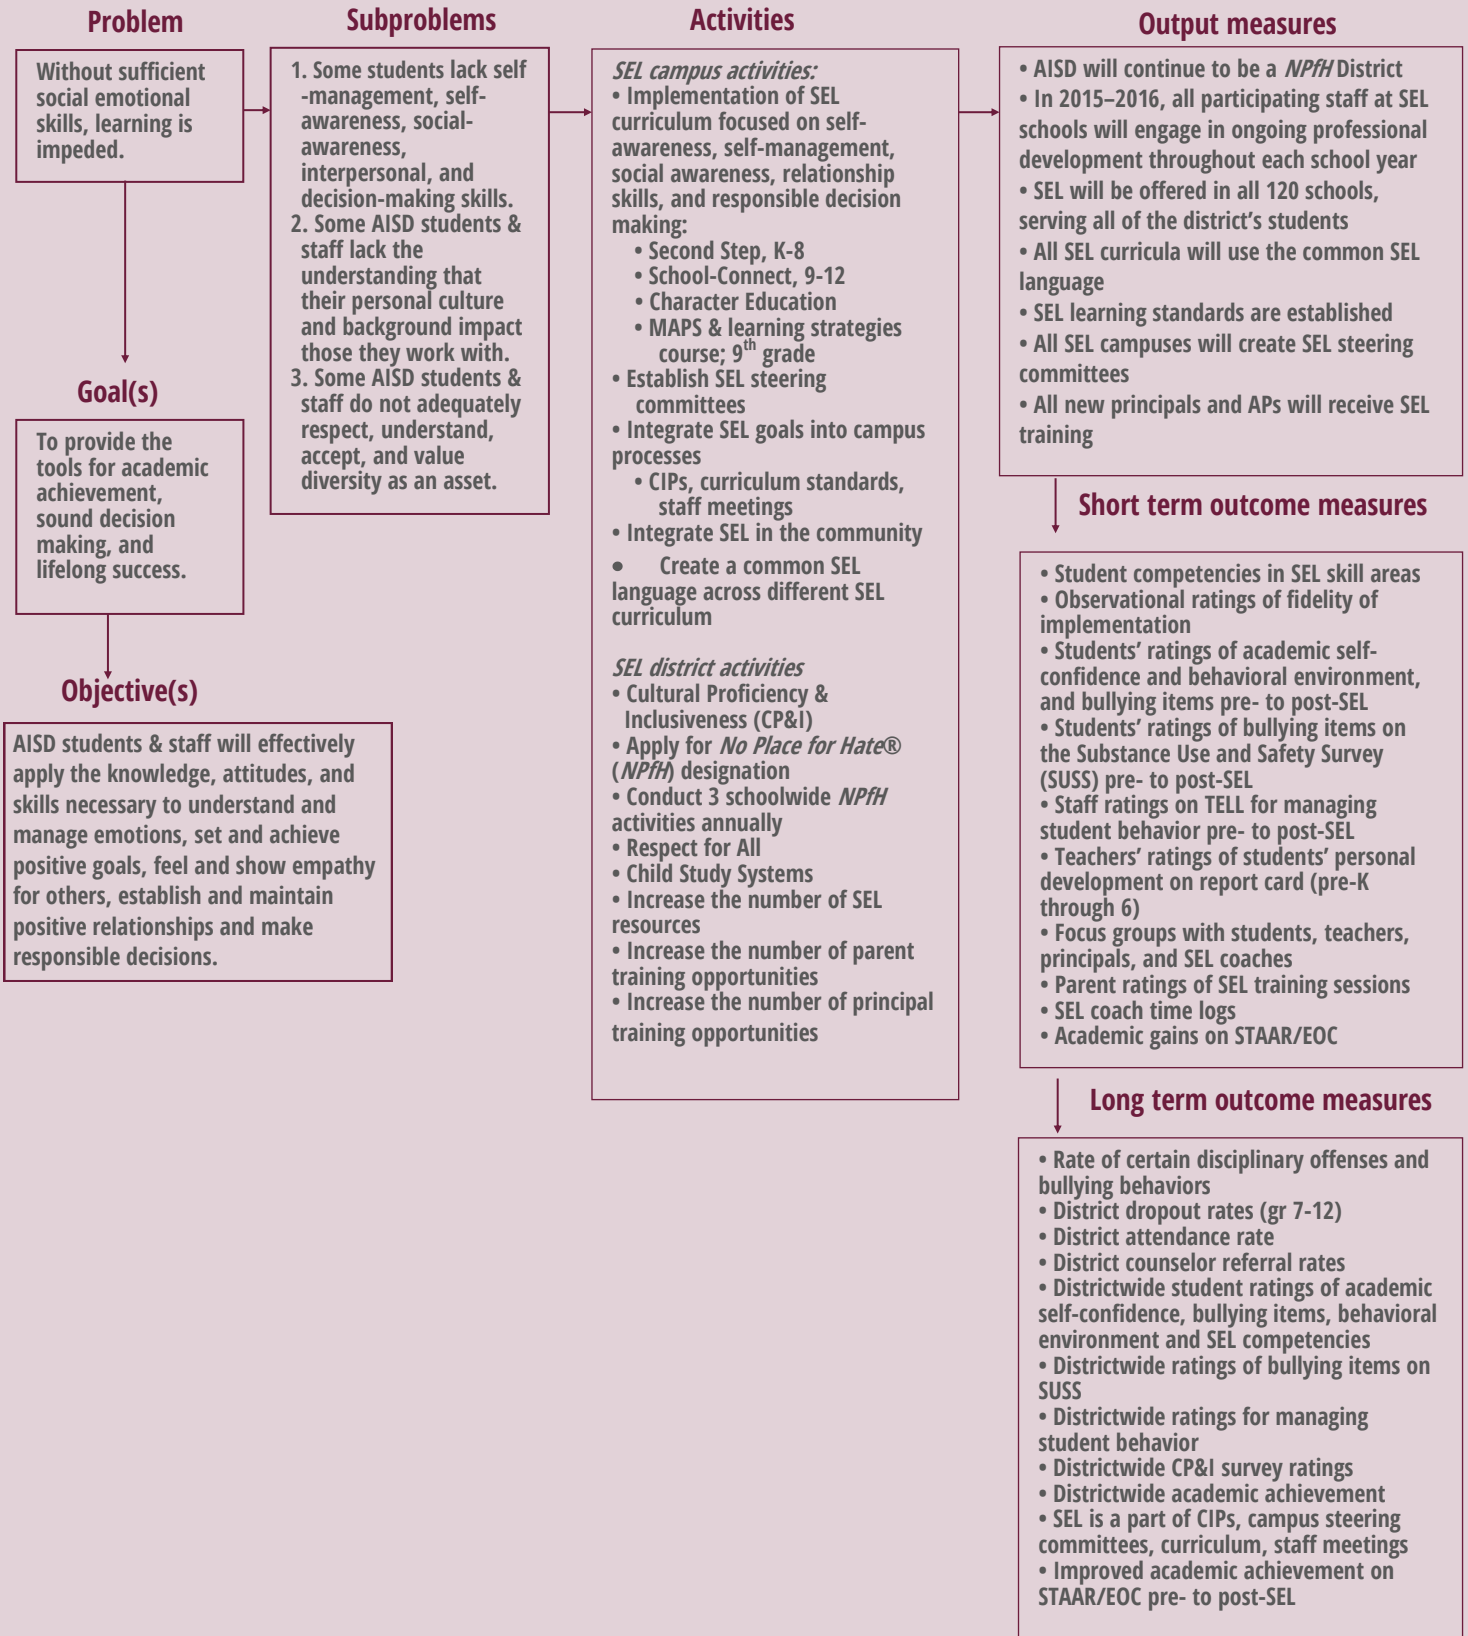 Problem
Without sufficient
social emotional
skills, learning is
impeded.
Goal(s)
To provide the
tools for academic
achievement,
sound decision
making, and
lifelong success.
Objective(s)
AISD students & staff will effectively
apply the knowledge, attitudes, and
skills necessary to understand and
manage emotions, set and achieve
positive goals, feel and show empathy
for others, establish and maintain
positive relationships and make
responsible decisions.
Subproblems
1. Some students lack self
-management, self-
awareness, social-
awareness,
interpersonal, and
decision-making skills.
2. Some AISD students &
staff lack the
understanding that
their personal culture
and background impact
those they work with.
3. Some AISD students &
staff do not adequately
respect, understand,
accept, and value
diversity as an asset.
Activities
SEL campus activities:
• Implementation of SEL
curriculum focused on self-
awareness, self-management,
social awareness, relationship
skills, and responsible decision
making:
• Second Step, K-8
• School-Connect, 9-12
• Character Education
• MAPS & learning strategies
course; 9th grade
• Establish SEL steering
committees
• Integrate SEL goals into campus
processes
• CIPs, curriculum standards,
staff meetings
• Integrate SEL in the community
• Create a common SEL
language across different SEL
curriculum
SEL district activities
• Cultural Proficiency &
Inclusiveness (CP&I)
• Apply for No Place for Hate®
(NPfH) designation
• Conduct 3 schoolwide NPfH
activities annually
• Respect for All
• Child Study Systems
• Increase the number of SEL
resources
• Increase the number of parent
training opportunities
• Increase the number of principal
training opportunities
Output measures
• AISD will continue to be a NPfH District
• In 2015–2016, all participating staff at SEL
schools will engage in ongoing professional
development throughout each school year
• SEL will be offered in all 120 schools,
serving all of the district’s students
• All SEL curricula will use the common SEL
language
• SEL learning standards are established
• All SEL campuses will create SEL steering
committees
• All new principals and APs will receive SEL
training
Short term outcome measures
• Student competencies in SEL skill areas
• Observational ratings of fidelity of
implementation
• Students’ ratings of academic self-
confidence and behavioral environment,
and bullying items pre- to post-SEL
• Students’ ratings of bullying items on
the Substance Use and Safety Survey
(SUSS) pre- to post-SEL
• Staff ratings on TELL for managing
student behavior pre- to post-SEL
• Teachers’ ratings of students’ personal
development on report card (pre-K
through 6)
• Focus groups with students, teachers,
principals, and SEL coaches
• Parent ratings of SEL training sessions
• SEL coach time logs
• Academic gains on STAAR/EOC
Long term outcome measures
• Rate of certain disciplinary offenses and
bullying behaviors
• District dropout rates (gr 7-12)
• District attendance rate
• District counselor referral rates
• Districtwide student ratings of academic
self-confidence, bullying items, behavioral
environment and SEL competencies
• Districtwide ratings of bullying items on
SUSS
• Districtwide ratings for managing
student behavior
• Districtwide CP&I survey ratings
• Districtwide academic achievement
• SEL is a part of CIPs, campus steering
committees, curriculum, staff meetings
• Improved academic achievement on
STAAR/EOC pre- to post-SEL